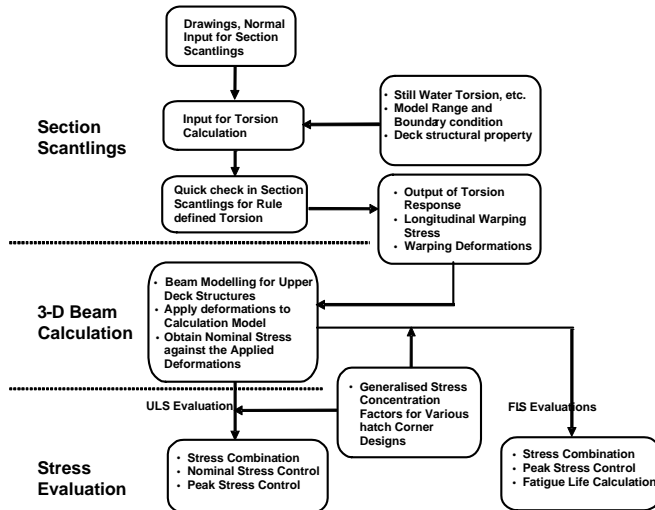 Drawings, Normal
Input for Section
Scantlings
• Still Water Torsion, etc.
• Model Range and
Boundary condition
• Deck structural property
Input for Torsion
Calculation
Section
Scantlings
Quick check in Section
Scantlings for Rule
defined Torsion
• Output of Torsion
Response
• Longitudinal Warping
Stress
• Warping Deformations
3-D Beam
Calculation
• Beam Modelling for Upper
Deck Structures
• Apply deformations to
Calculation Model
• Obtain Nominal Stress
against the Applied
Deformations
• Generalised Stress
Concentration
Factors for Various
hatch Corner
Designs
ULS Evaluation
FLS Evaluations
Stress
Evaluation
• Stress Combination
• Nominal Stress Control
• Peak Stress Control
• Stress Combination
• Peak Stress Control
• Fatigue Life Calculation